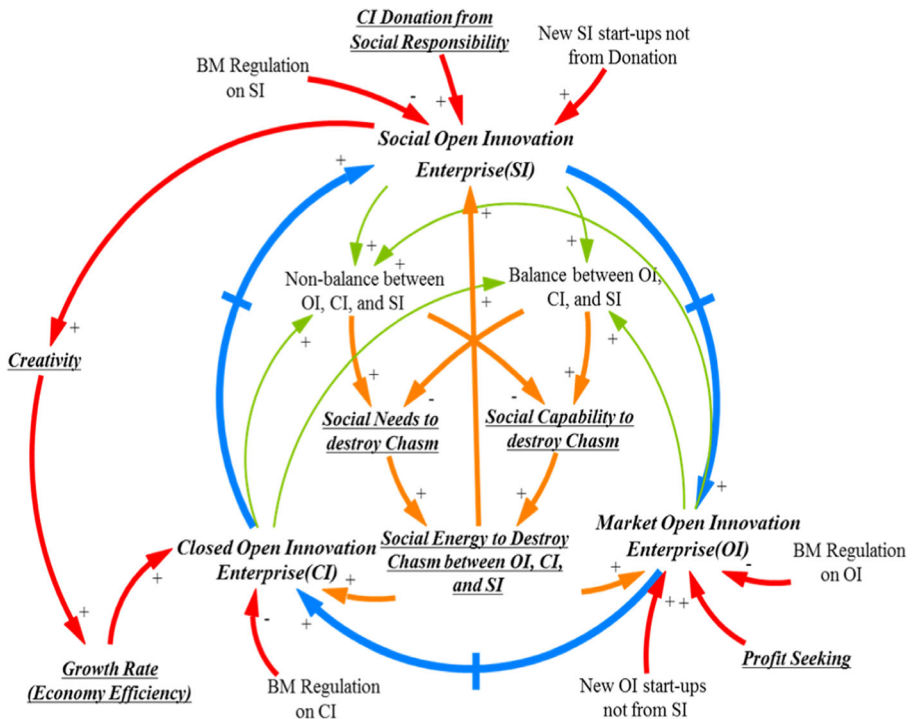 CI Donation from
Social Responsibility
New SI start-ups not
from Donation
BM Regulation
on SI
-
+
+
Social Open Innovation
Enterprise(SI)
+
+
+
+
+
Non-balance between
OI, CI, and SI
Balance between OI,
CI, and SI
+
+
+
+
Creativity
+
+
-
-
Social Needs to
destroy Chasm
Social Capability to
destroy Chasm
+
+
+
Closed Open Innovation
Enterprise(CI)
Social Energy to Destroy
Chasm between OI, CI,
and SI
Market Open Innovation
Enterprise(OI)
-
BM Regulation
on OI
+
+
+
+
-
+
+
+
Growth Rate
(Economy Efficiency)
BM Regulation
on CI
New OI start-ups
not from SI
Profit Seeking